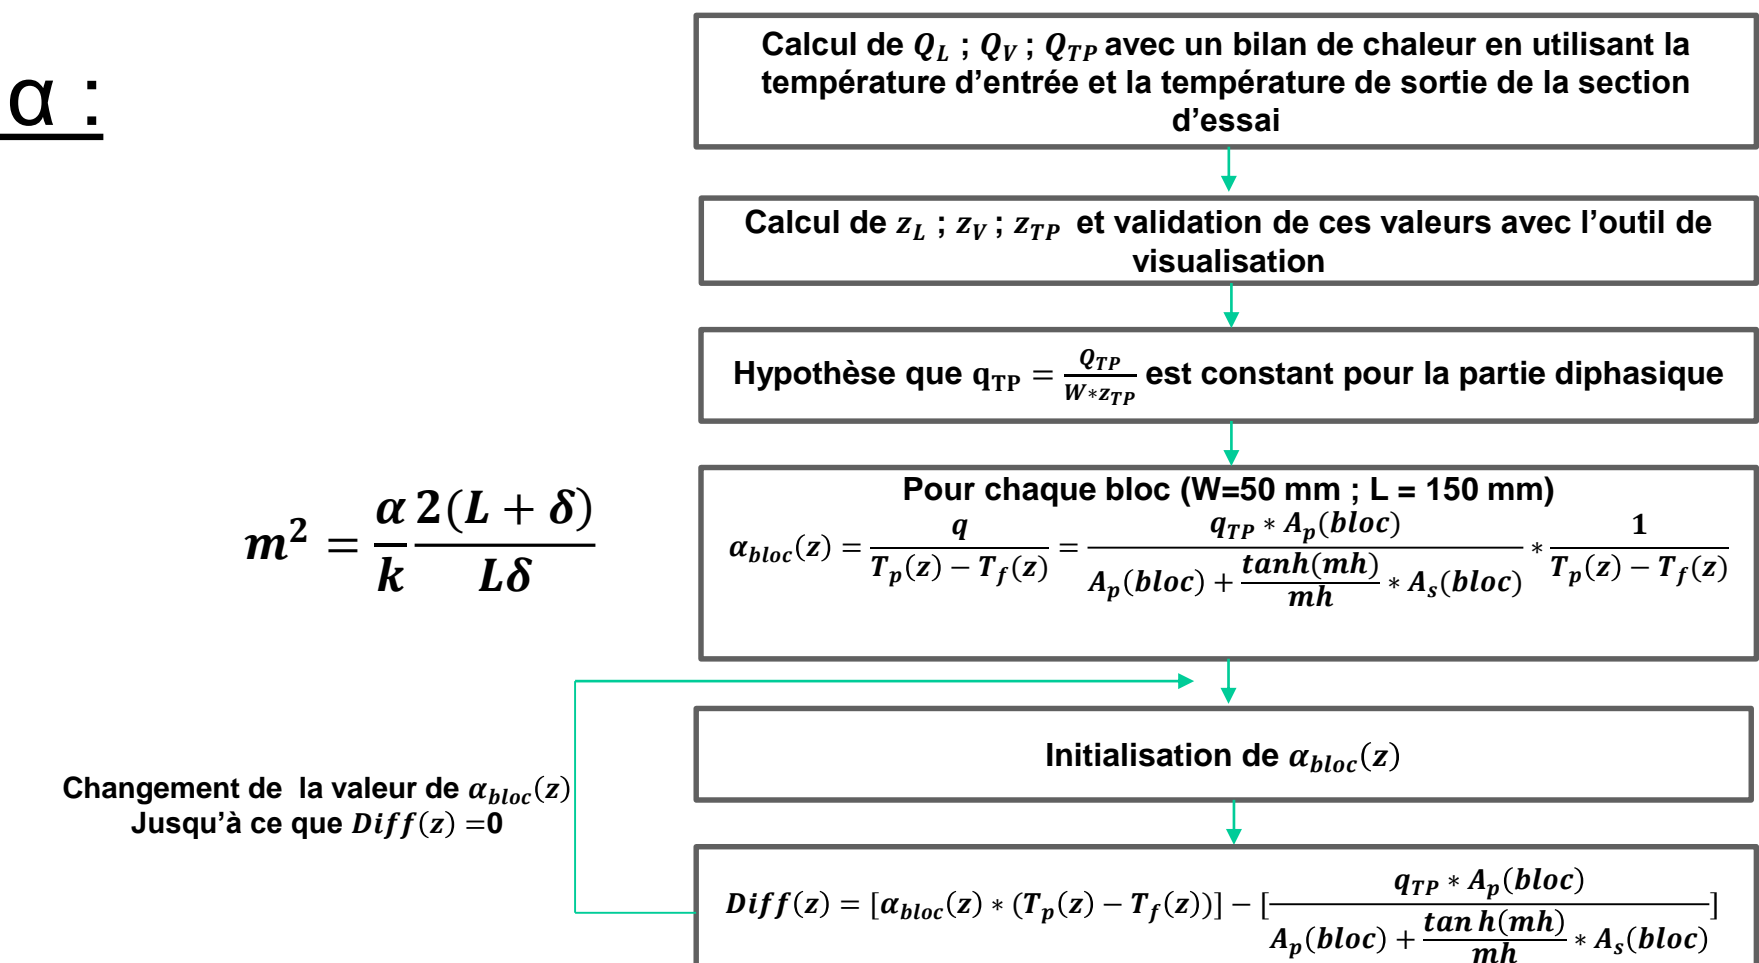 α :
Calcul de Q_L ; Q_V ; Q_TP avec un bilan de chaleur en utilisant la
température d'entrée et la température de sortie de la section
d'essai
Calcul de z_L ; z_V ; z_TP et validation de ces valeurs avec l'outil de
visualisation
Hypothèse que q_TP = Q_TP / (W*z_TP) est constant pour la partie diphasique
m² = (α/k) (2(L + δ) / Lδ)
Pour chaque bloc (W=50 mm ; L = 150 mm)
α_bloc(z) = q / (T_p(z) − T_f(z)) = (q_TP * A_p(bloc)) / (A_p(bloc) + (tanh(mh) / mh) * A_s(bloc)) * 1 / (T_p(z) − T_f(z))
Initialisation de α_bloc(z)
Changement de la valeur de α_bloc(z)
Jusqu'à ce que Diff(z) =0
Diff(z) = [α_bloc(z) * (T_p(z) − T_f(z))] − [(q_TP * A_p(bloc)) / (A_p(bloc) + (tan h(mh) / mh) * A_s(bloc))]